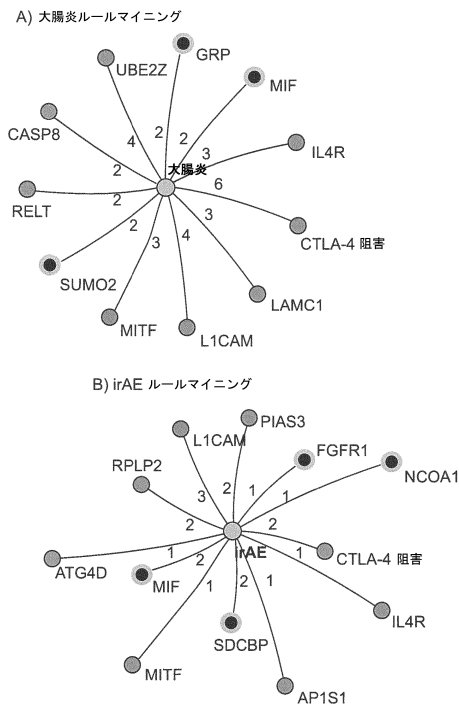 A) 大腸炎ルールマイニング
GRP
UBE2Z
MIF
CASP8
IL4R
4
2
2
3
大腸炎
2
6
RELT
2
3
CTLA-4 阻害
2
3
4
SUMO2
LAMC1
MITF
L1CAM
B) irAE ルールマイニング
PIAS3
L1CAM
FGFR1
RPLP2
NCOA1
3
2
1
1
2
2
irAE
CTLA-4 阻害
1
2
1
ATG4D
MIF
1
2
1
IL4R
SDCBP
MITF
AP1S1